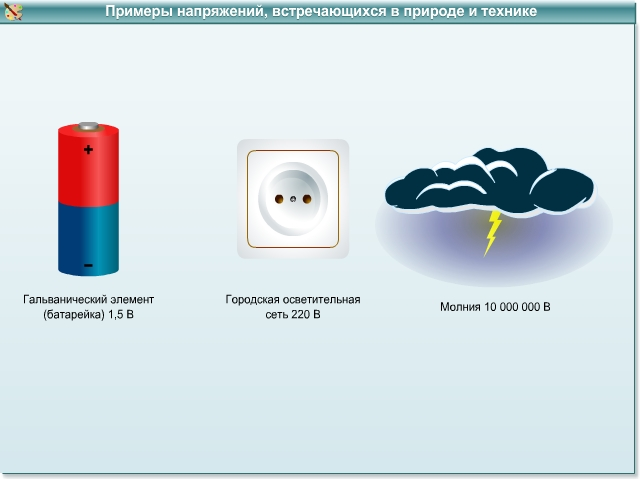 Примеры напряжений, встречающихся в природе и технике
+
–
Гальванический элемент
(батарейка) 1,5 В
Городская осветительная
сеть 220 В
Молния 10 000 000 В